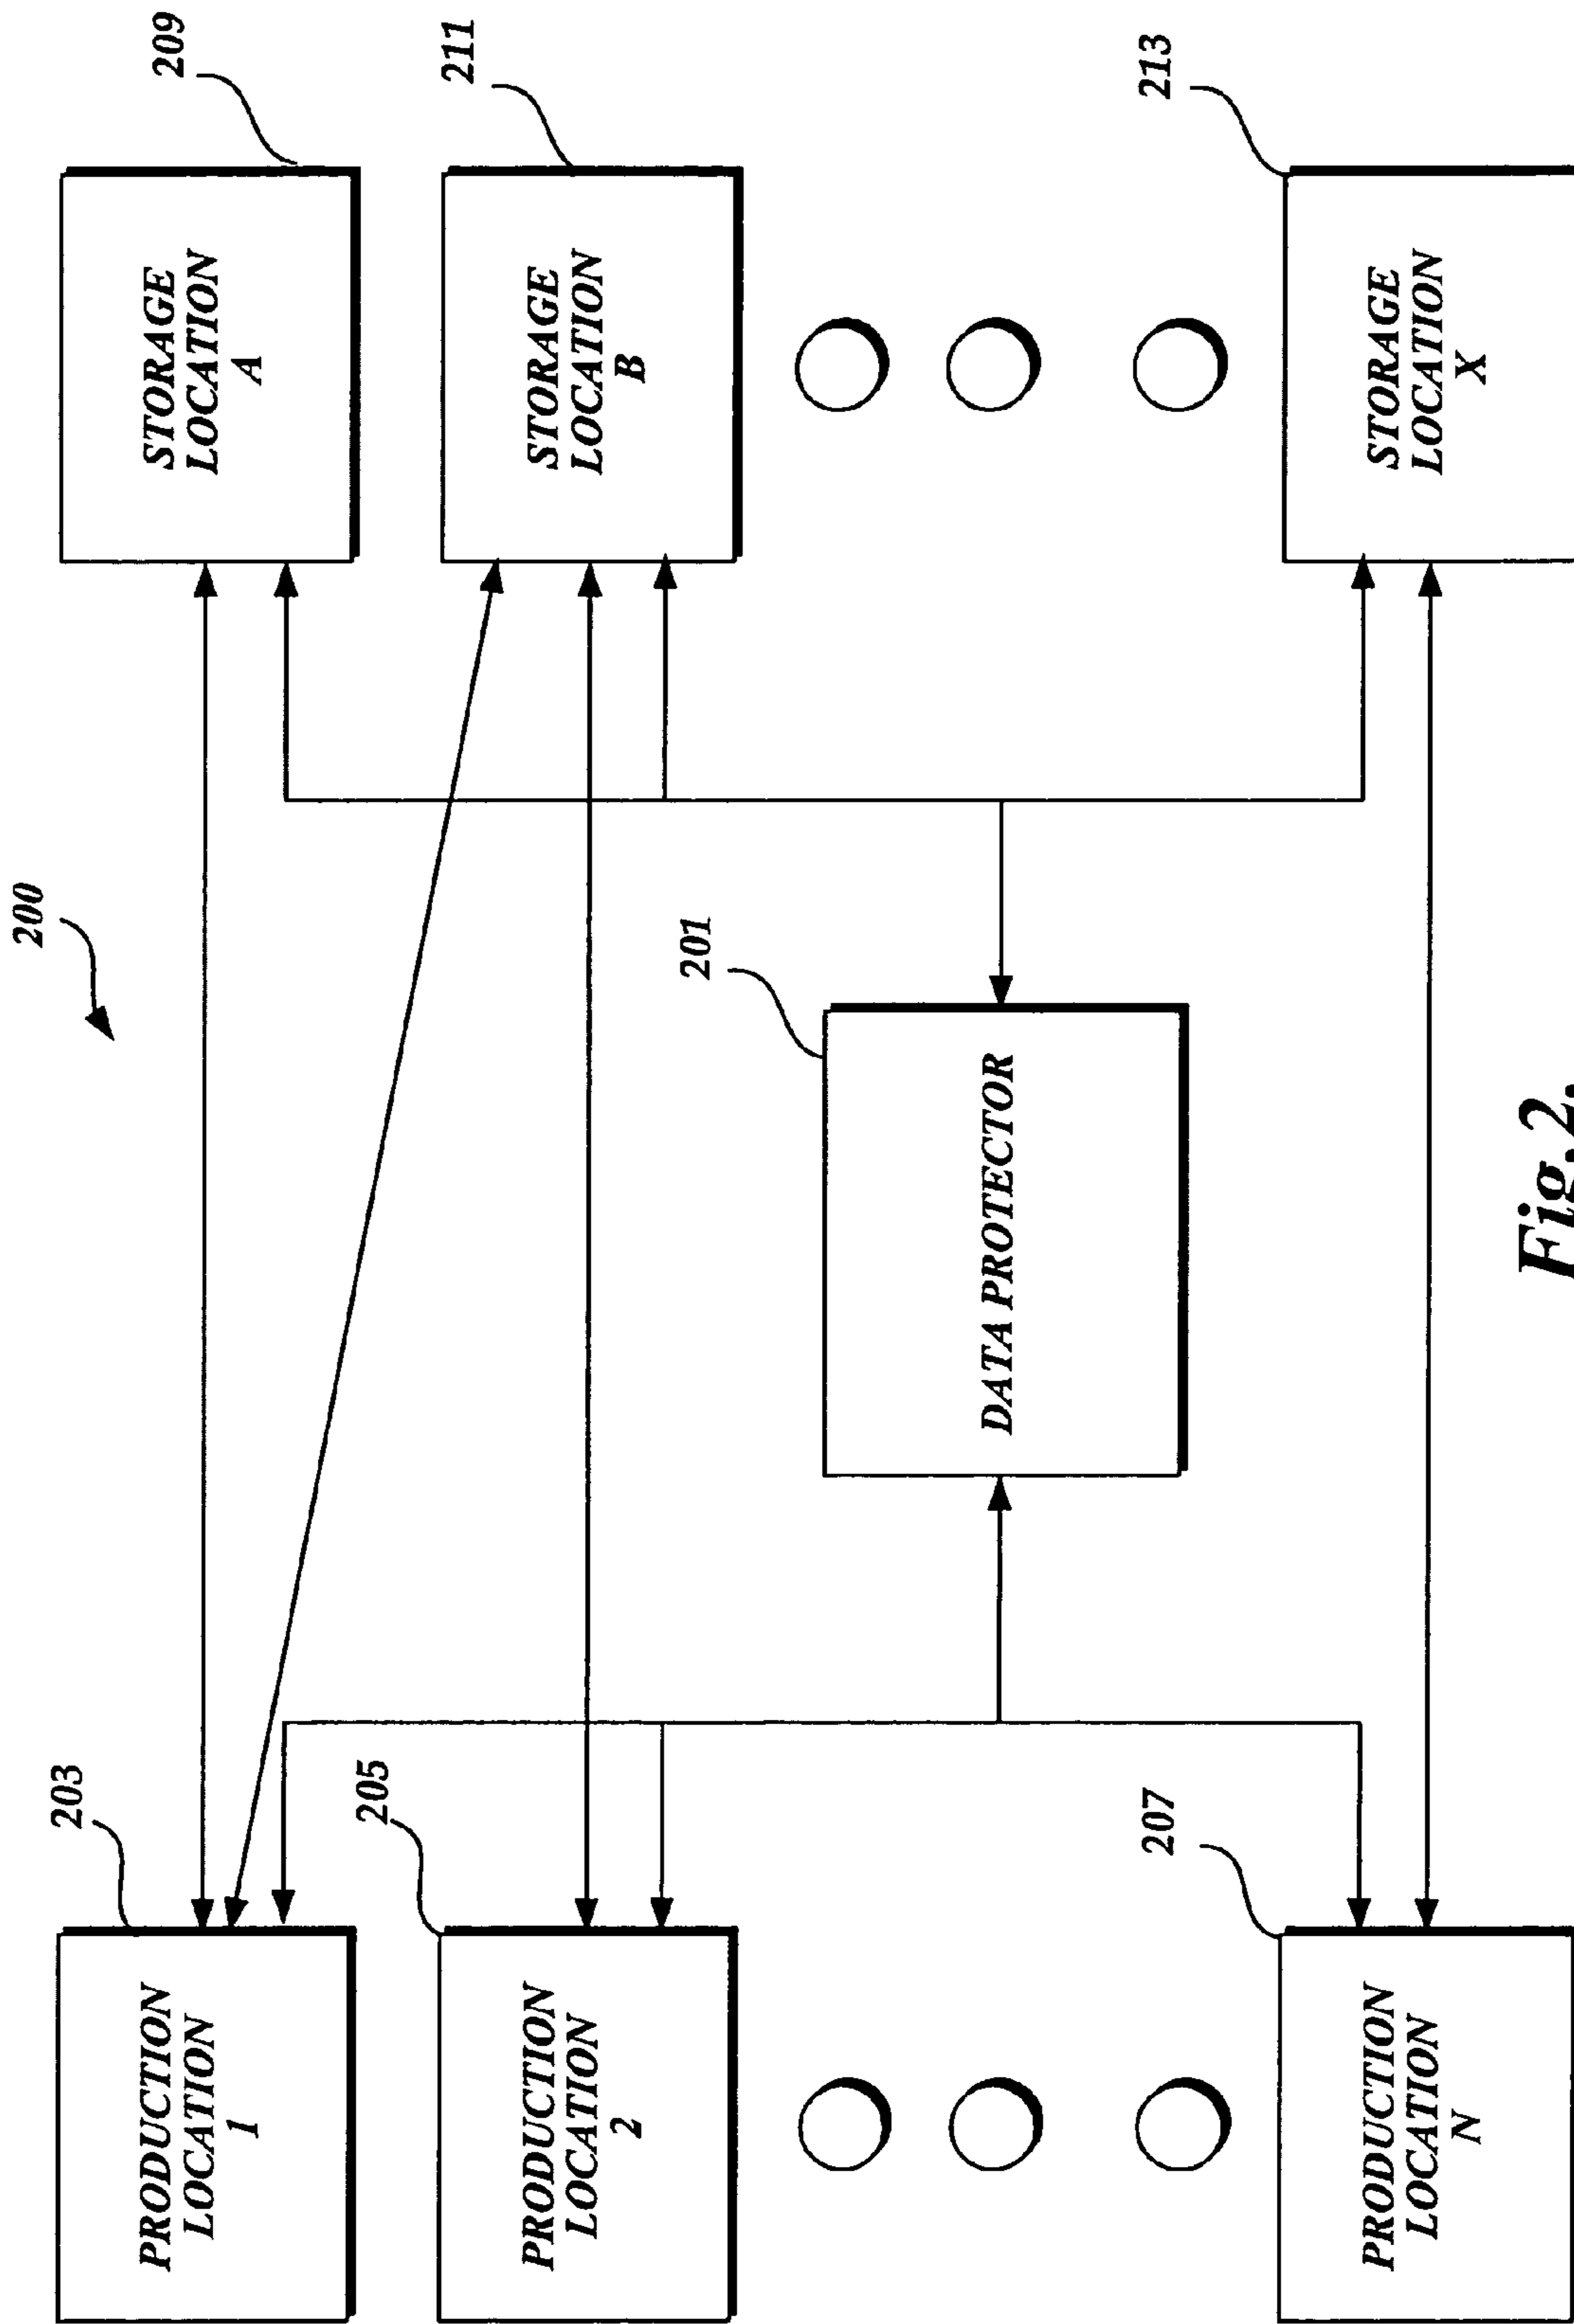 200
203
PRODUCTION
LOCATION
1
209
STORAGE
LOCATION
A
205
PRODUCTION
LOCATION
2
211
STORAGE
LOCATION
B
201
DATA PROTECTOR
207
PRODUCTION
LOCATION
N
213
STORAGE
LOCATION
X
Fig.2.